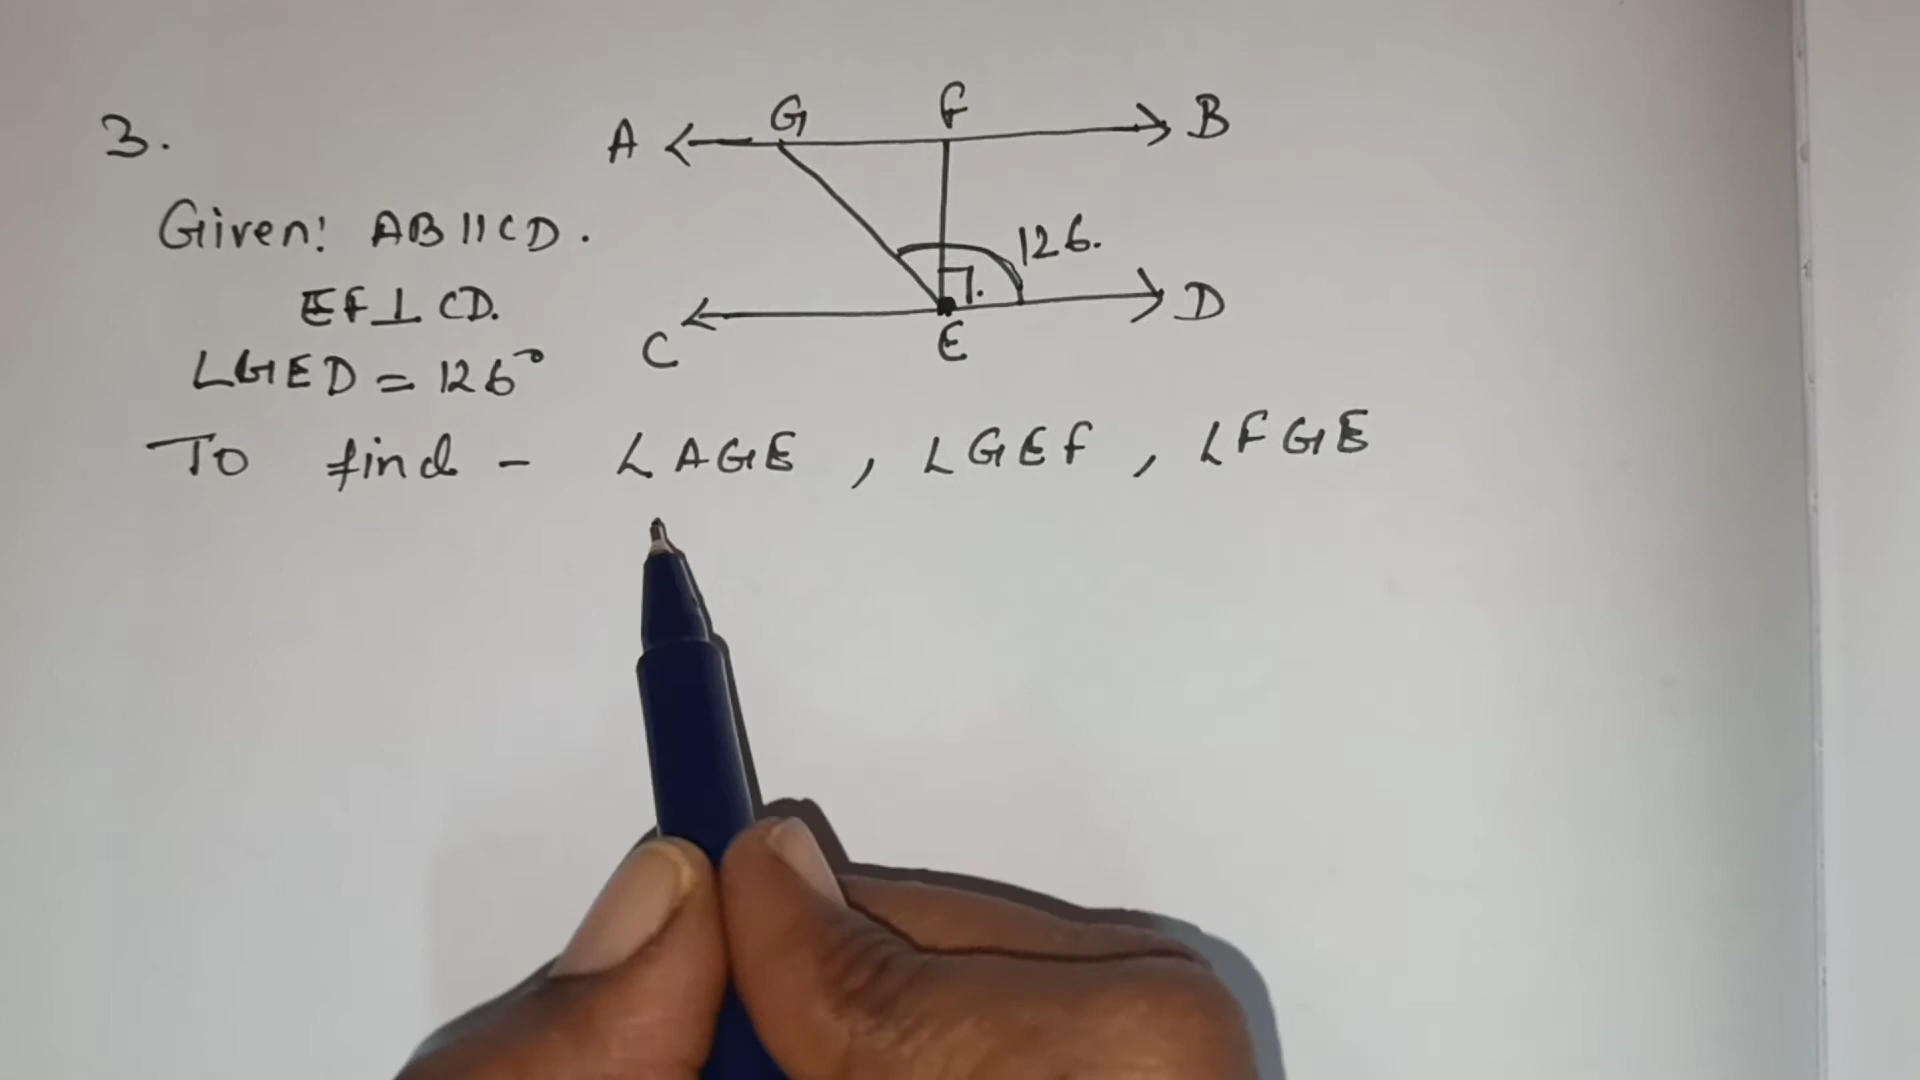 3.
A G F B
126.
C E D
Given: AB || CD.
EF ⊥ CD.
∠GED = 126°
To find - ∠AGE, ∠GEF, ∠FGE